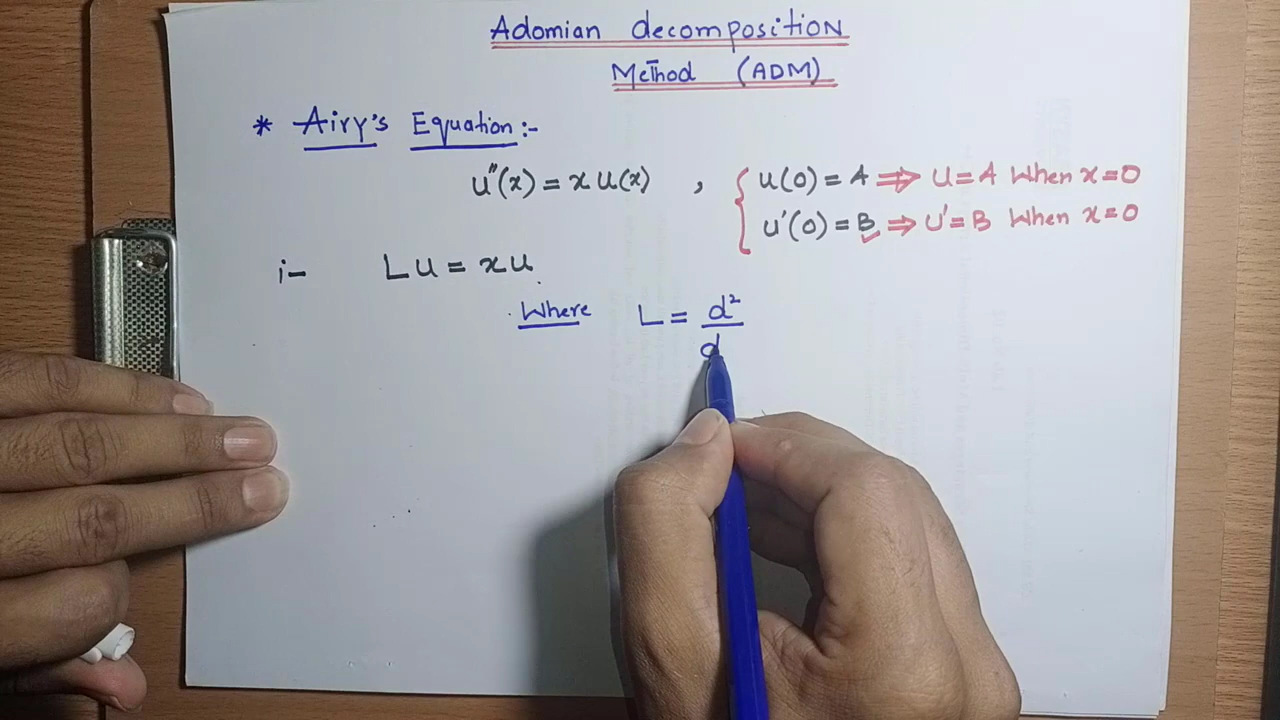 Adomian decomposition
Method (ADM)
* Airy's Equation:-
u''(x) = x u(x) , { u(0) = A ⇒ u = A When x = 0
u'(0) = B ⇒ u' = B When x = 0
i- Lu = xu
Where L = d²
d